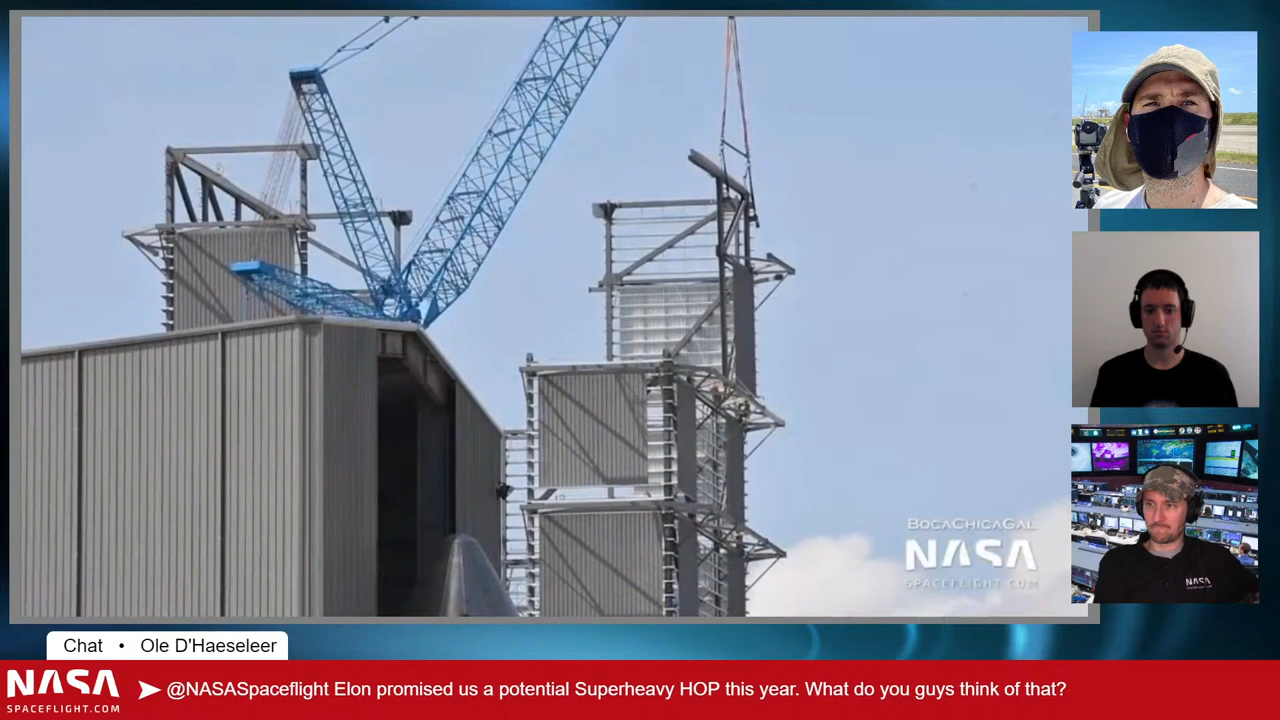 BOCACHICAGAL
NASA
SPACEFLIGHT.COM
NASA
Chat • Ole D'Haeseleer
NASA
SPACEFLIGHT.COM
@NASASpaceflight Elon promised us a potential Superheavy HOP this year. What do you guys think of that?